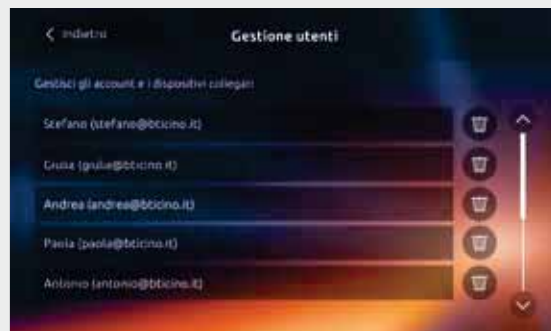 Indietro
Gestione utenti
Gestisci gli account e i dispositivi collegati
Stefano (stefano@bticino.it)
Giulia (giulia@bticino.it)
Andrea (andrea@bticino.it)
Paola (paola@bticino.it)
Antonio (antonio@bticino.it)